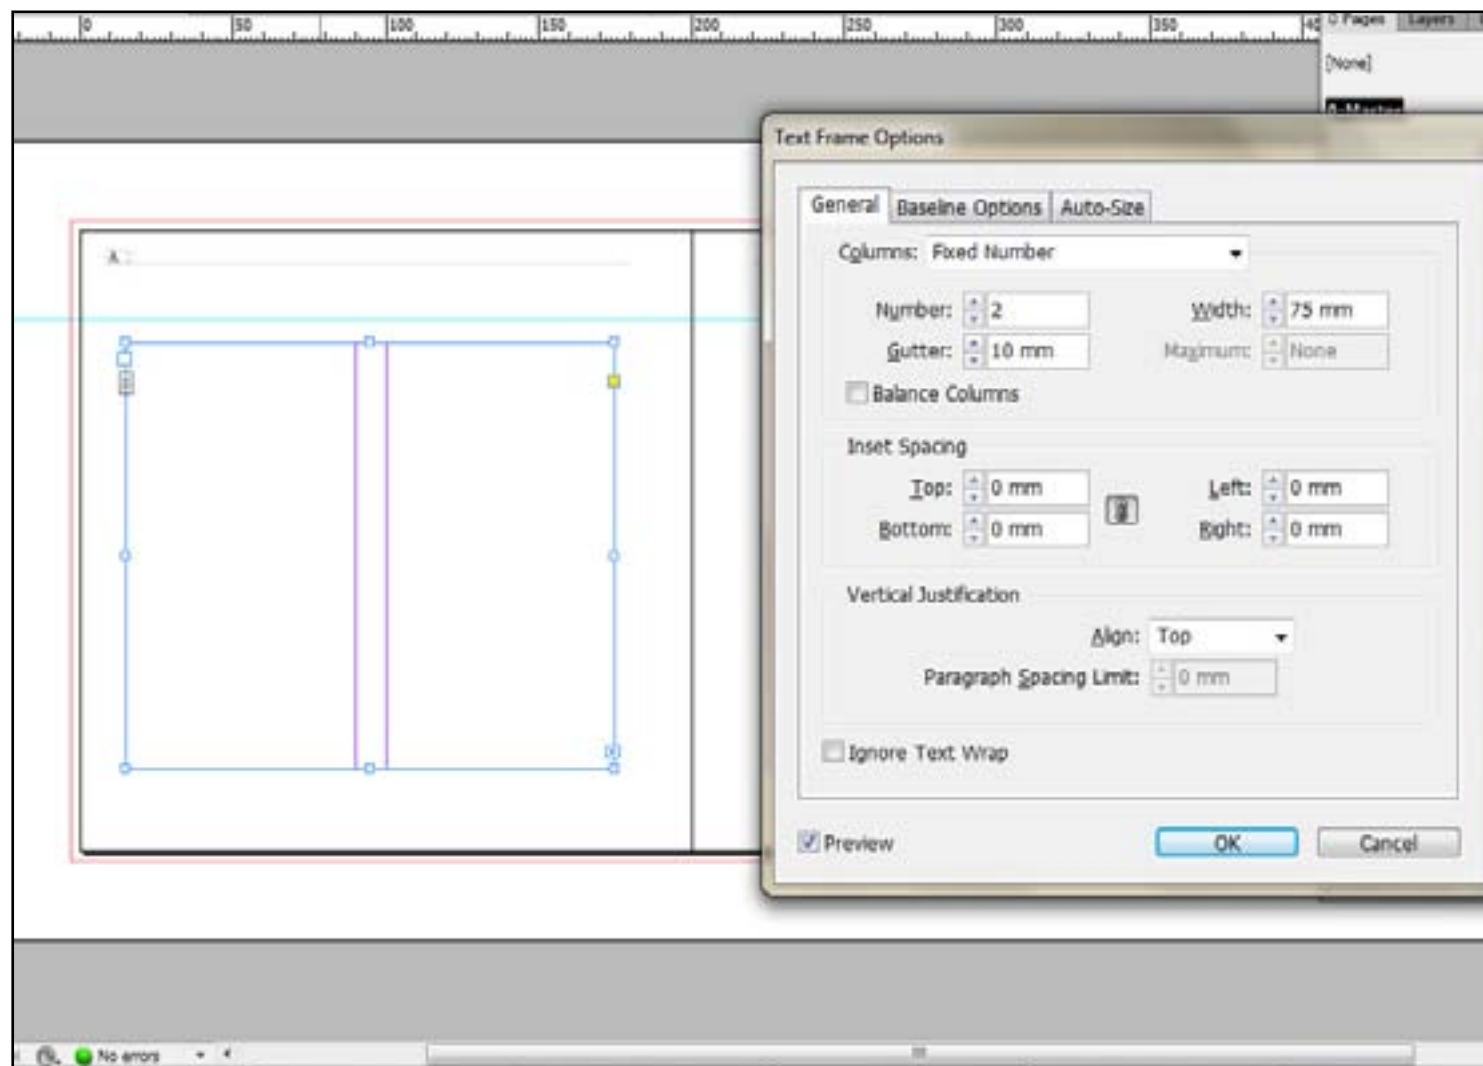 0 50 100 150 200 250 300 350
Pages Layers
[None]
A-Master
Text Frame Options
General Baseline Options Auto-Size
Columns: Fixed Number
Number: 2 Width: 75 mm
Gutter: 10 mm Maximum: None
Balance Columns
Inset Spacing
Top: 0 mm Left: 0 mm
Bottom: 0 mm Right: 0 mm
Vertical Justification
Align: Top
Paragraph Spacing Limit: 0 mm
Ignore Text Wrap
Preview OK Cancel
No errors